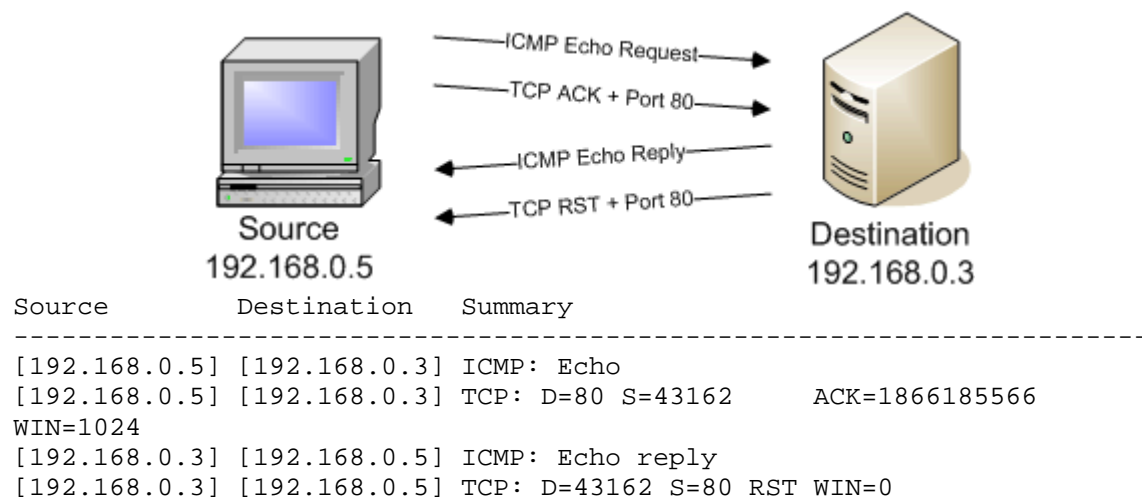 ICMP Echo Request
TCP ACK + Port 80
ICMP Echo Reply
TCP RST + Port 80
Source
192.168.0.5
Destination
192.168.0.3
Source Destination Summary
-----------------------------------------------------------------------
[192.168.0.5] [192.168.0.3] ICMP: Echo
[192.168.0.5] [192.168.0.3] TCP: D=80 S=43162 ACK=1866185566
WIN=1024
[192.168.0.3] [192.168.0.5] ICMP: Echo reply
[192.168.0.3] [192.168.0.5] TCP: D=43162 S=80 RST WIN=0